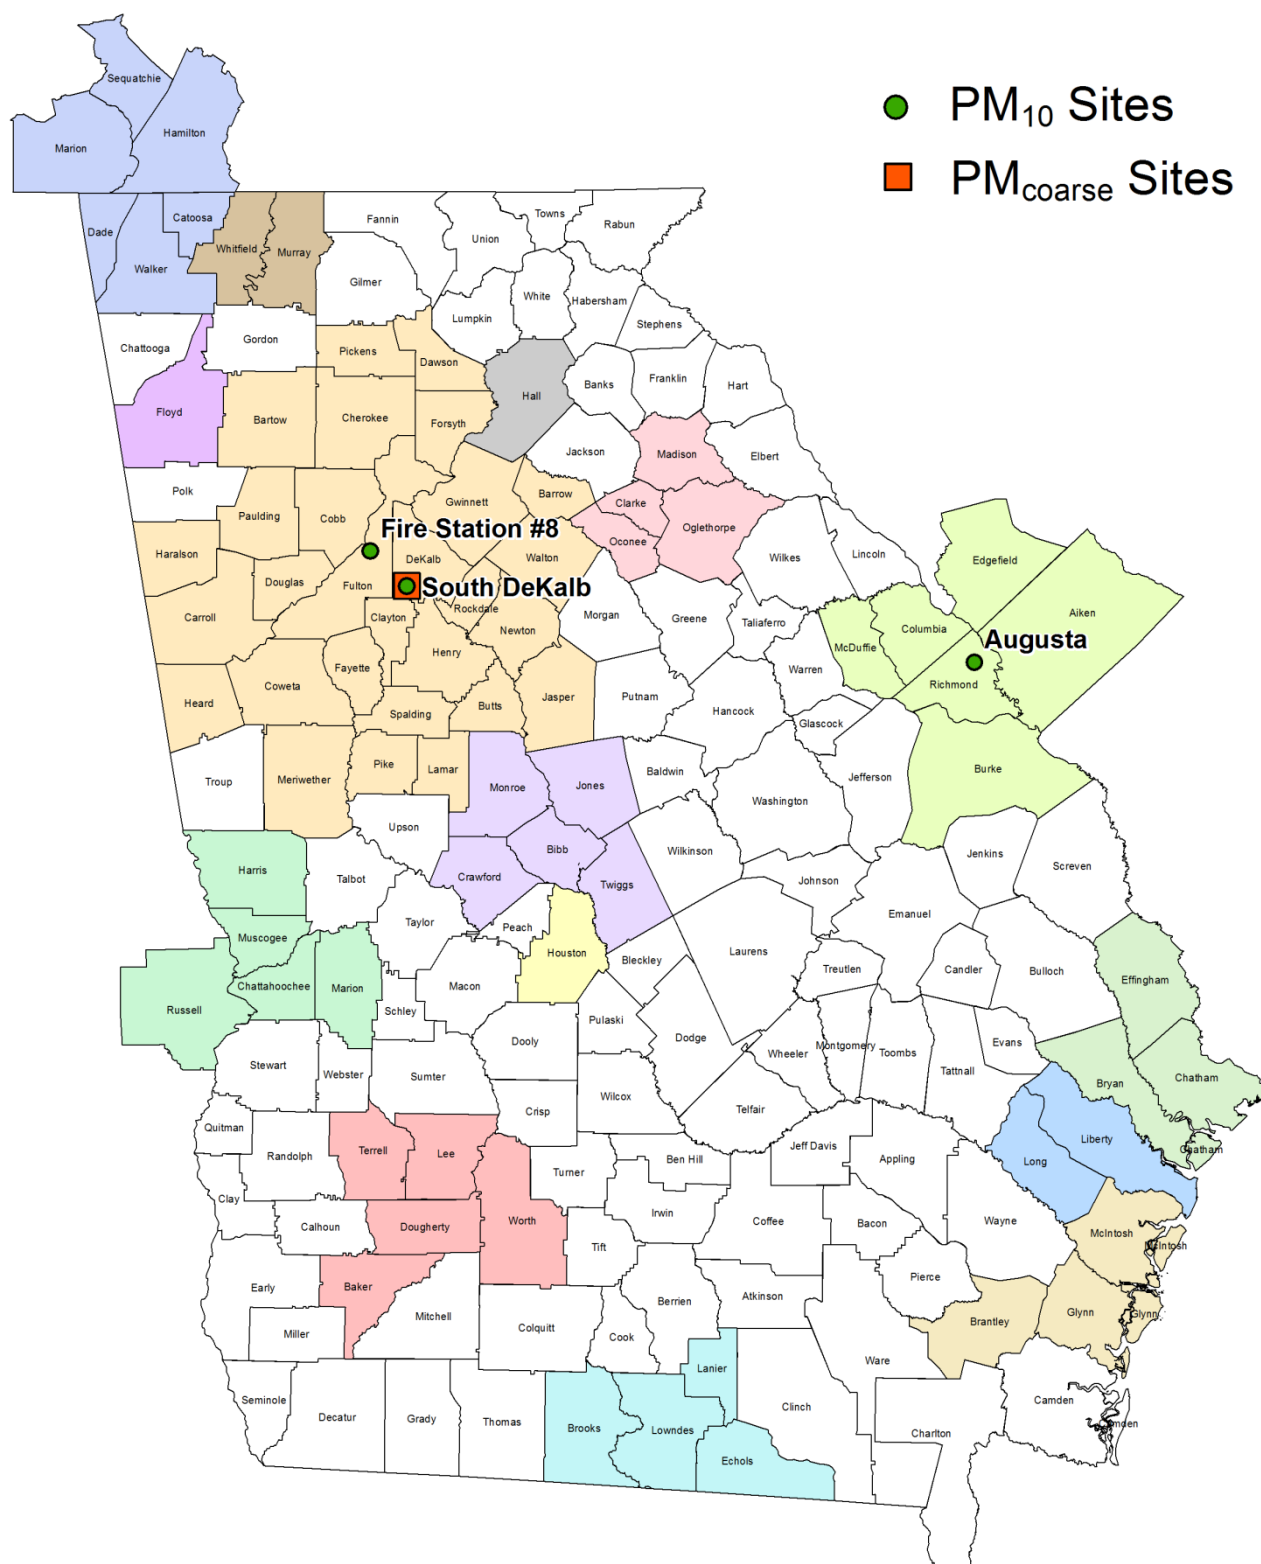 PM10 Sites
PMcoarse Sites
Sequatchie
Hamilton
Marion
Dade
Catoosa
Walker
Whitfield
Murray
Fannin
Union
Towns
Rabun
Gilmer
White
Habersham
Lumpkin
Stephens
Chattooga
Gordon
Pickens
Dawson
Hall
Banks
Franklin
Hart
Floyd
Bartow
Cherokee
Forsyth
Jackson
Madison
Elbert
Polk
Paulding
Cobb
Gwinnett
Barrow
Clarke
Oglethorpe
Oconee
Fire Station #8
Haralson
Douglas
Fulton
DeKalb
Walton
South DeKalb
Wilkes
Lincoln
Edgefield
Aiken
Carroll
Clayton
Rockdale
Newton
Morgan
Greene
Taliaferro
McDuffie
Columbia
Augusta
Richmond
Heard
Coweta
Fayette
Henry
Spalding
Butts
Jasper
Putnam
Hancock
Warren
Glascock
Troup
Meriwether
Pike
Lamar
Monroe
Jones
Baldwin
Washington
Jefferson
Burke
Upson
Harris
Talbot
Crawford
Bibb
Twiggs
Wilkinson
Johnson
Jenkins
Screven
Taylor
Peach
Emanuel
Muscogee
Chattahoochee
Marion
Russell
Schley
Macon
Houston
Bleckley
Laurens
Treutlen
Candler
Bulloch
Effingham
Stewart
Webster
Sumter
Dooly
Pulaski
Dodge
Wheeler
Montgomery
Toombs
Tattnall
Evans
Bryan
Chatham
Chatham
Quitman
Randolph
Terrell
Lee
Crisp
Wilcox
Telfair
Jeff Davis
Appling
Long
Liberty
Clay
Calhoun
Dougherty
Worth
Turner
Ben Hill
Irwin
Coffee
Bacon
Wayne
McIntosh
McIntosh
Early
Baker
Mitchell
Tift
Berrien
Atkinson
Pierce
Brantley
Glynn
Glynn
Miller
Colquitt
Cook
Lanier
Ware
Clinch
Camden
Seminole
Decatur
Grady
Thomas
Brooks
Lowndes
Echols
Charlton